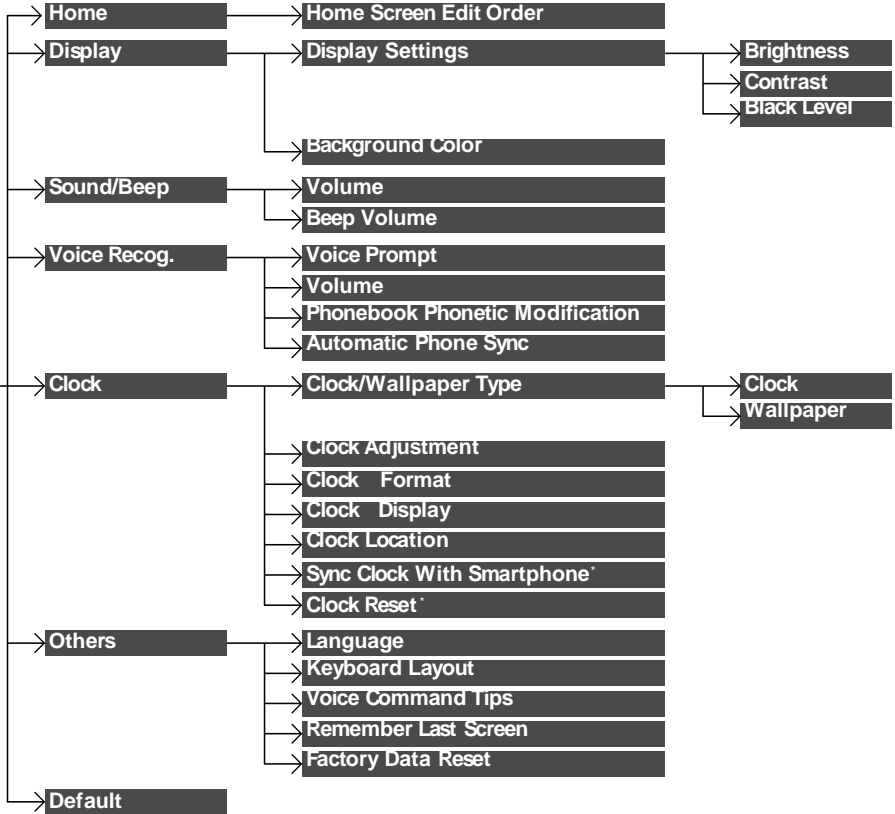 Home
Home Screen Edit Order
Display
Display Settings
Brightness
Contrast
Black Level
Background Color
Sound/Beep
Volume
Beep Volume
Voice Recog.
Voice Prompt
Volume
Phonebook Phonetic Modification
Automatic Phone Sync
Clock
Clock/Wallpaper Type
Clock
Wallpaper
Clock Adjustment
Clock Format
Clock Display
Clock Location
Sync Clock With Smartphone*
Clock Reset*
Others
Language
Keyboard Layout
Voice Command Tips
Remember Last Screen
Factory Data Reset
Default